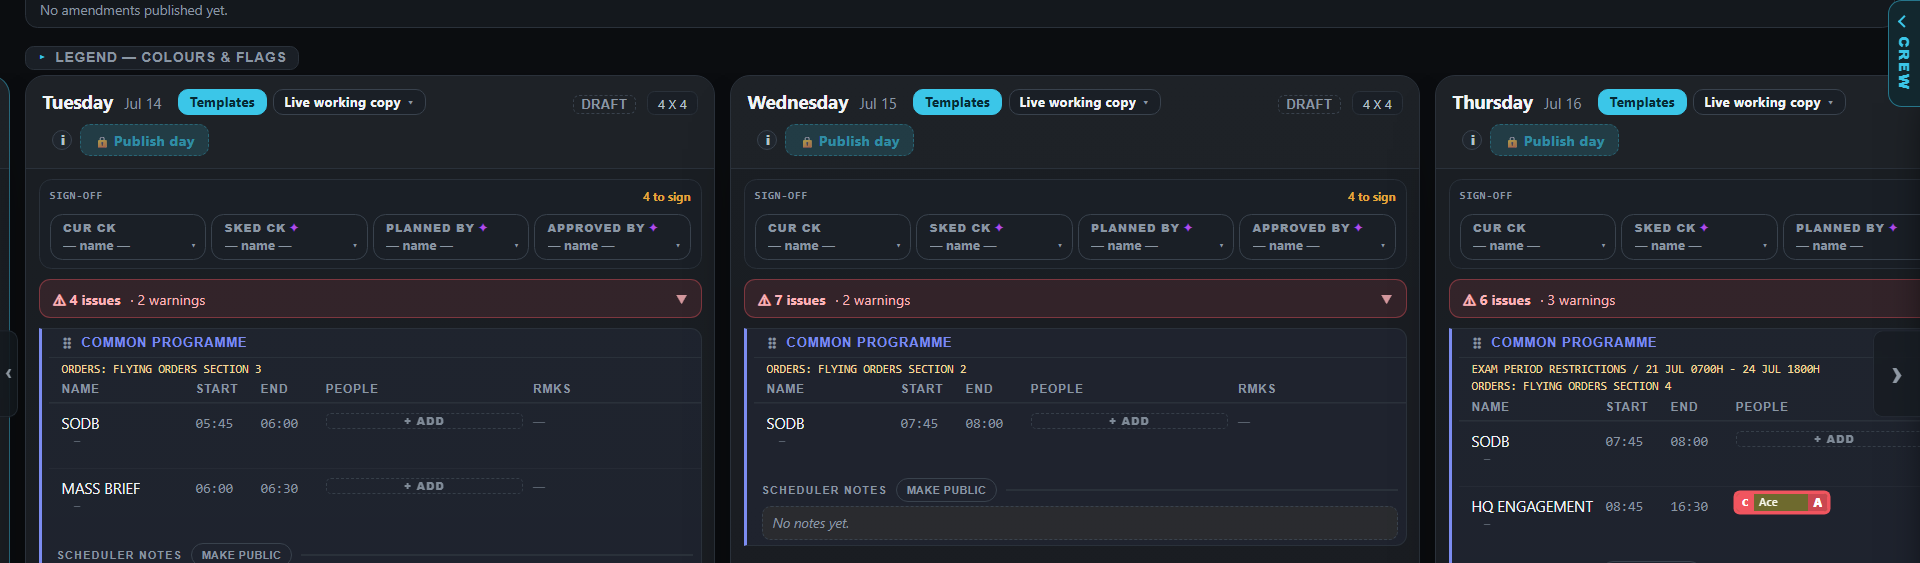 No amendments published yet.
LEGEND — COLOURS & FLAGS
CREW
Tuesday Jul 14 Templates Live working copy DRAFT 4 X 4
i Publish day
SIGN-OFF 4 to sign
CUR CK SKED CK PLANNED BY APPROVED BY
— name — — name — — name — — name —
4 issues · 2 warnings
COMMON PROGRAMME
ORDERS: FLYING ORDERS SECTION 3
NAME START END PEOPLE RMKS
SODB 05:45 06:00 + ADD —
—
MASS BRIEF 06:00 06:30 + ADD —
—
SCHEDULER NOTES MAKE PUBLIC
Wednesday Jul 15 Templates Live working copy DRAFT 4 X 4
i Publish day
SIGN-OFF 4 to sign
CUR CK SKED CK PLANNED BY APPROVED BY
— name — — name — — name — — name —
7 issues · 2 warnings
COMMON PROGRAMME
ORDERS: FLYING ORDERS SECTION 2
NAME START END PEOPLE RMKS
SODB 07:45 08:00 + ADD —
—
SCHEDULER NOTES MAKE PUBLIC
No notes yet.
Thursday Jul 16 Templates Live working copy
i Publish day
SIGN-OFF
CUR CK SKED CK PLANNED BY
— name — — name — — name —
6 issues · 3 warnings
COMMON PROGRAMME
EXAM PERIOD RESTRICTIONS / 21 JUL 0700H - 24 JUL 1800H
ORDERS: FLYING ORDERS SECTION 4
NAME START END PEOPLE
SODB 07:45 08:00 + ADD
—
HQ ENGAGEMENT 08:45 16:30 C Ace A
—